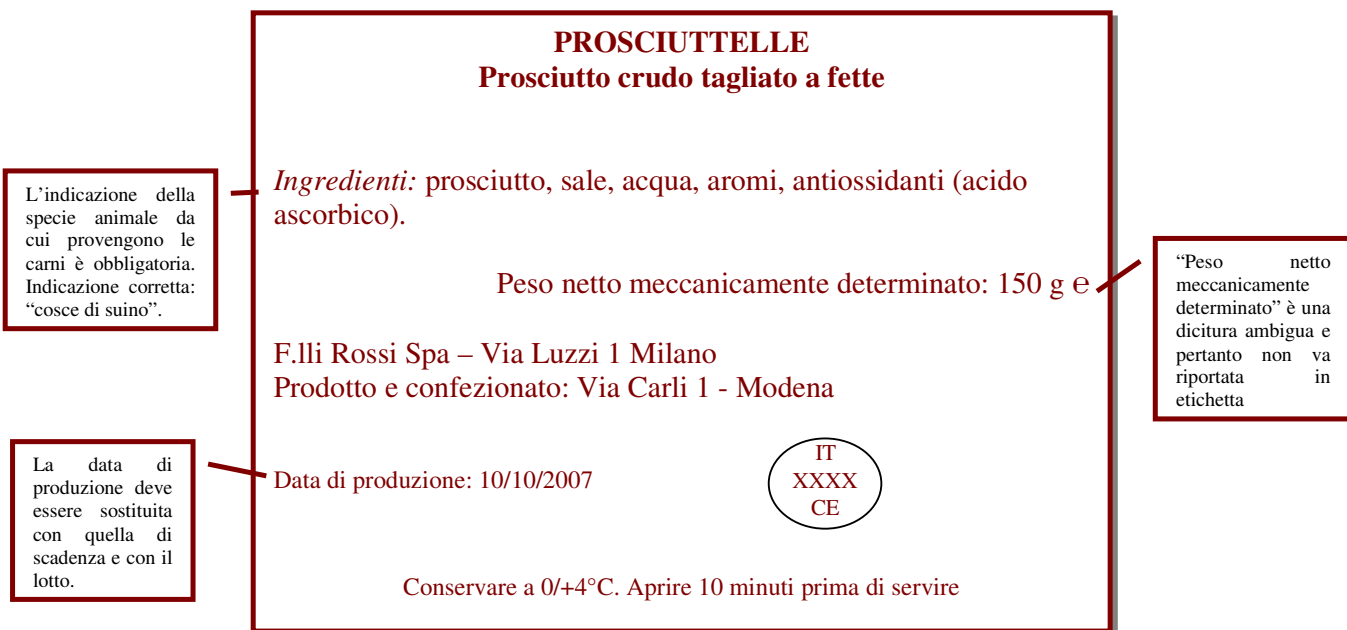 PROSCIUTTELLE
Prosciutto crudo tagliato a fette
L’indicazione della
specie animale da
cui provengono le
carni è obbligatoria.
Indicazione corretta:
“cosce di suino”.
Ingredienti: prosciutto, sale, acqua, aromi, antiossidanti (acido
ascorbico).
Peso netto meccanicamente determinato: 150 g ℮
“Peso netto
meccanicamente
determinato” è una
dicitura ambigua e
pertanto non va
riportata in
etichetta
F.lli Rossi Spa – Via Luzzi 1 Milano
Prodotto e confezionato: Via Carli 1 - Modena
La data di
produzione deve
essere sostituita
con quella di
scadenza e con il
lotto.
Data di produzione: 10/10/2007
IT
XXXX
CE
Conservare a 0/+4°C. Aprire 10 minuti prima di servire